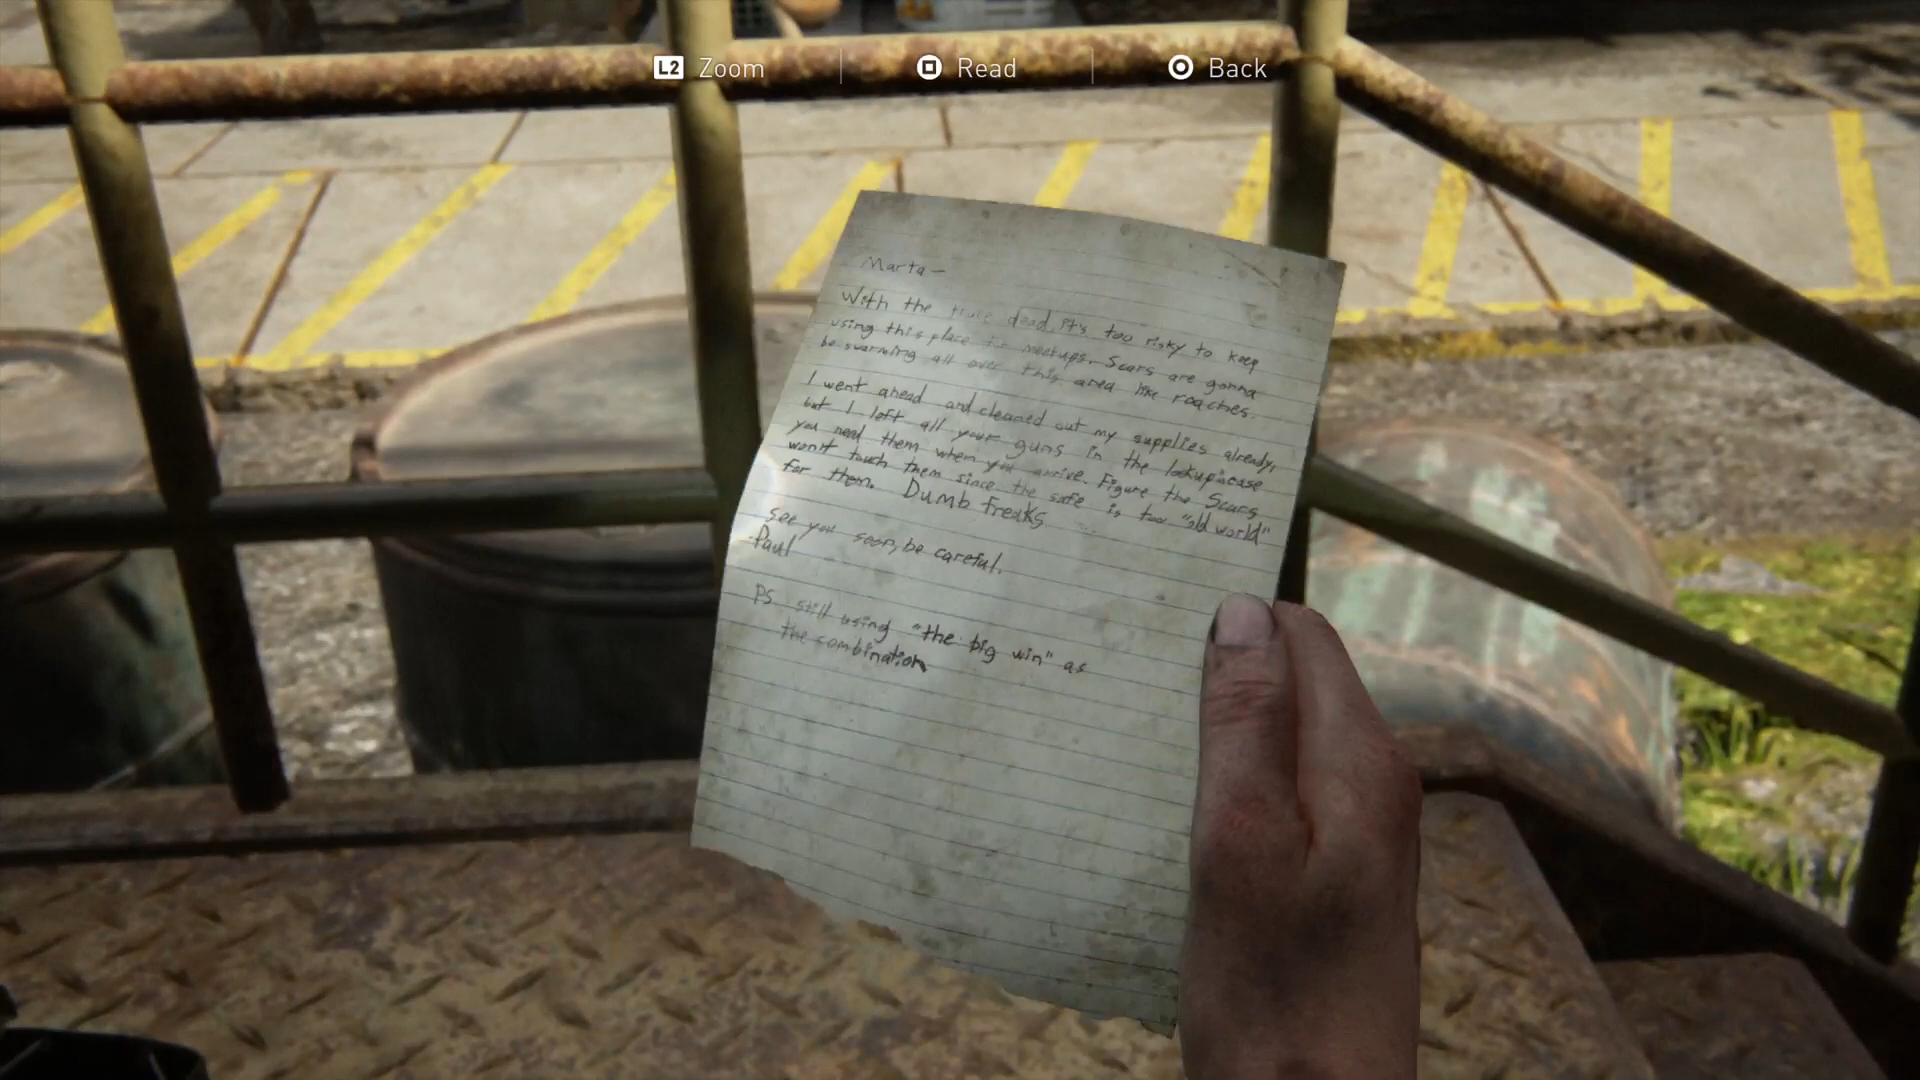 L2 Zoom Read Back
Marta-
With the truce dead, it's too risky to keep
using this place for meetups. Scars are gonna
be swarming all over this area like roaches.
I went ahead and cleaned out my supplies already,
but I left all your guns in the lockup incase
you need them when you arrive. Figure the Scars
won't touch them since the safe is too "old world"
for them. Dumb freaks
See you soon, be careful.
-Paul
PS. still using "the big win" as
the combination